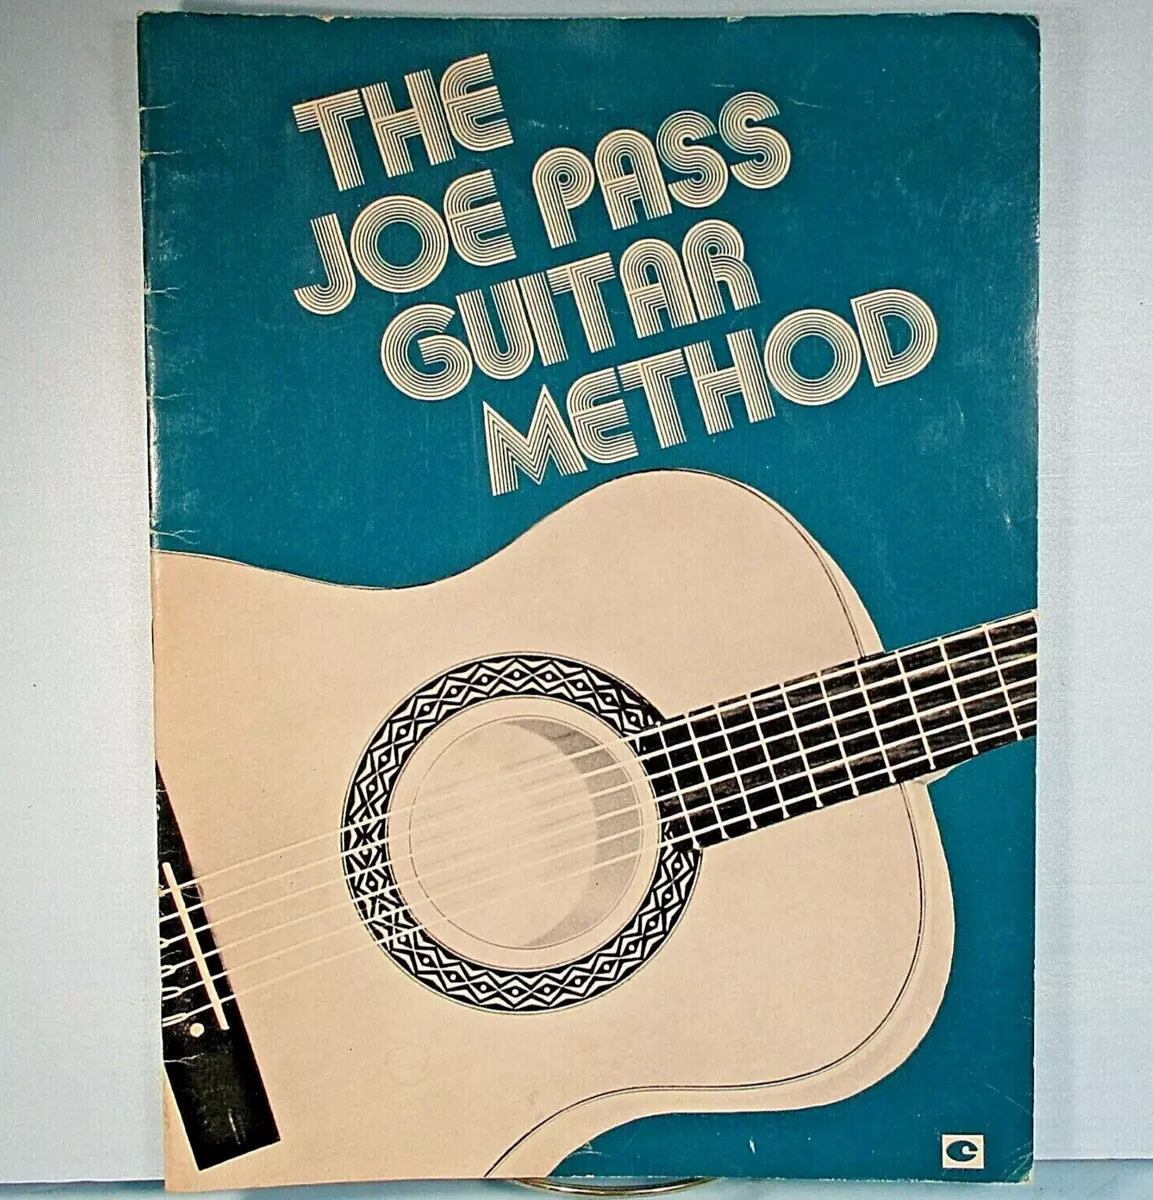 THE
JOE PASS
GUITAR
METHOD
C